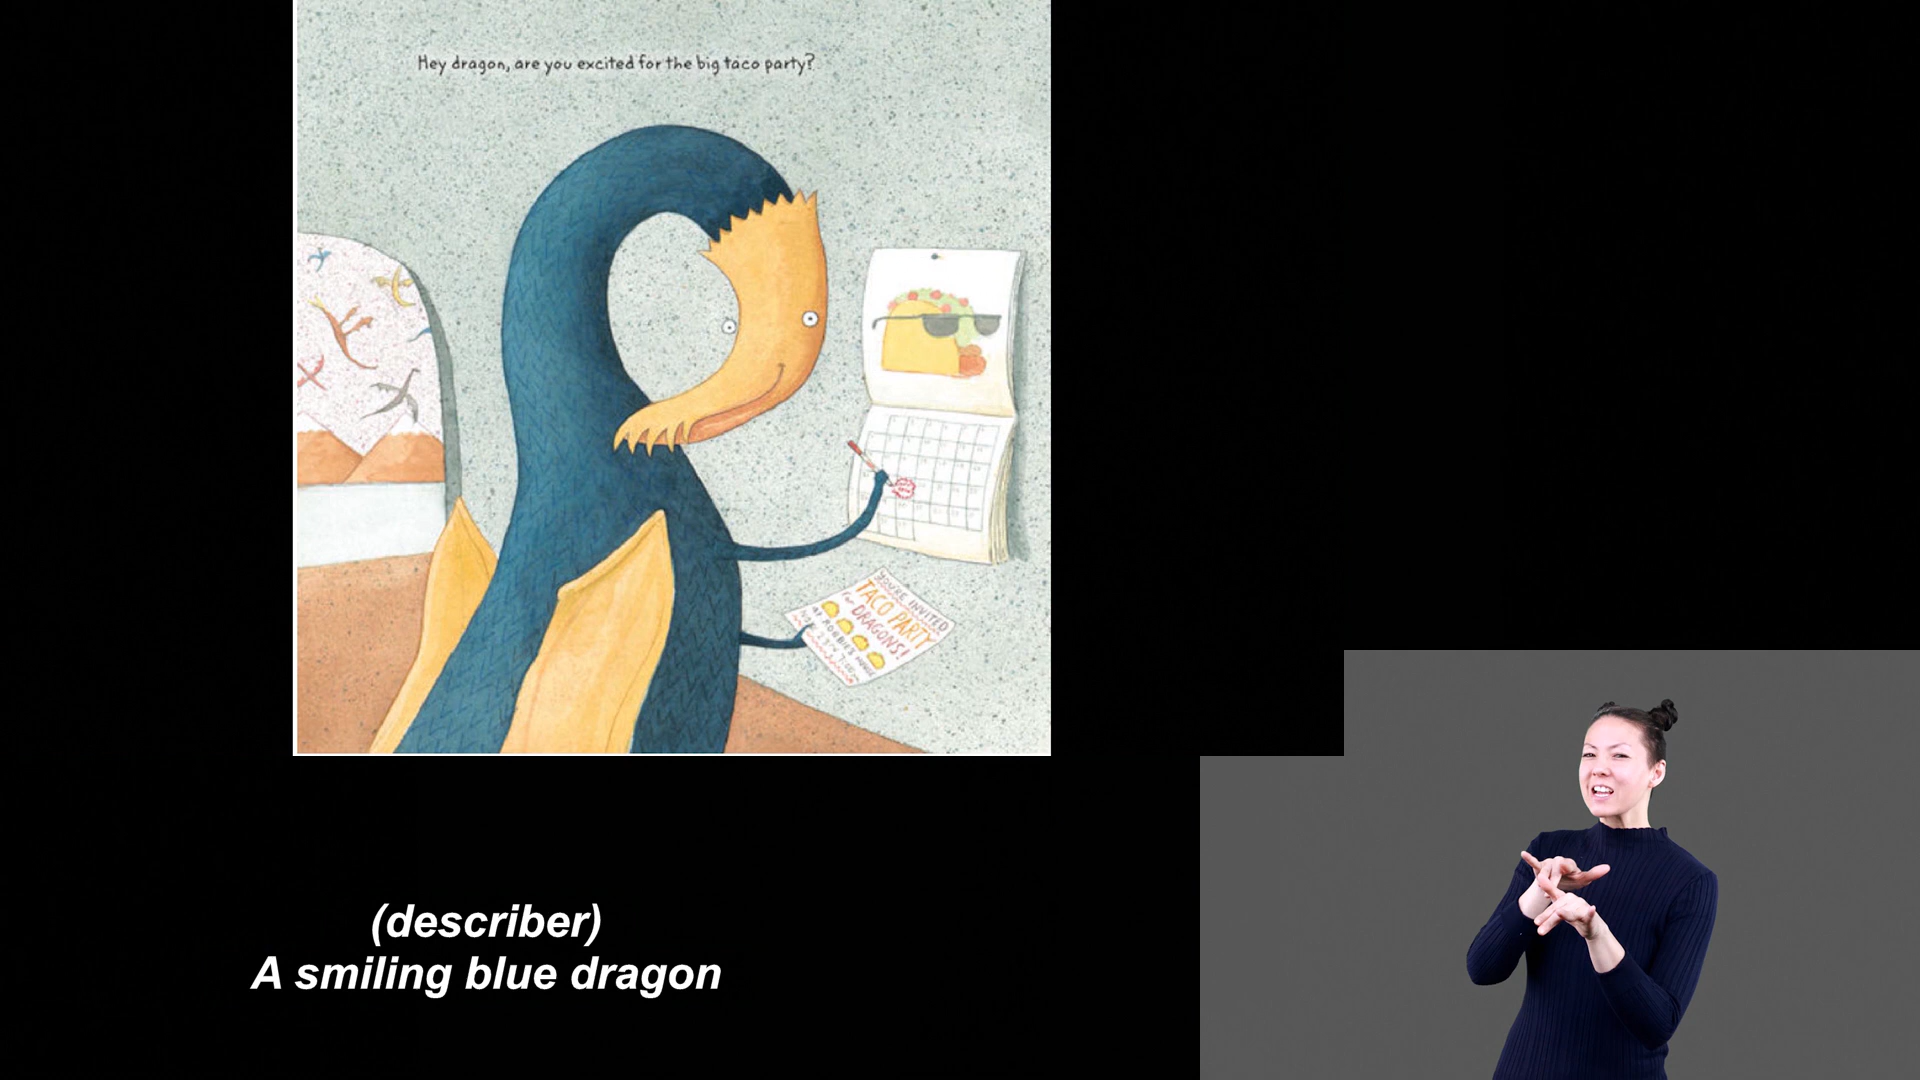 Hey dragon, are you excited for the big taco party?
YOU'RE INVITED
TACO PARTY
For DRAGONS!
(describer)
A smiling blue dragon